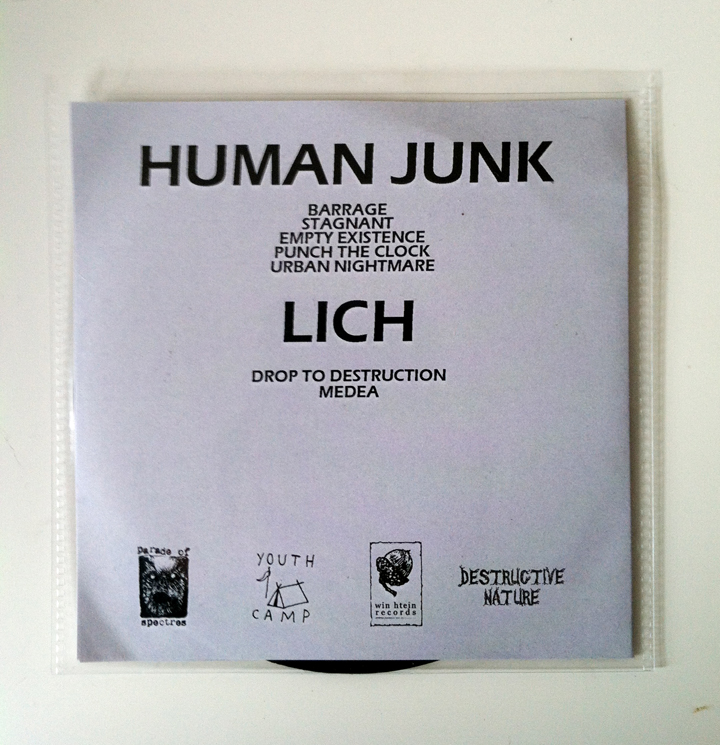 HUMAN JUNK
BARRAGE
STAGNANT
EMPTY EXISTENCE
PUNCH THE CLOCK
URBAN NIGHTMARE
LICH
DROP TO DESTRUCTION
MEDEA
parade of
spectres
YOUTH
CAMP
win htein
records
DESTRUCTIVE
NATURE